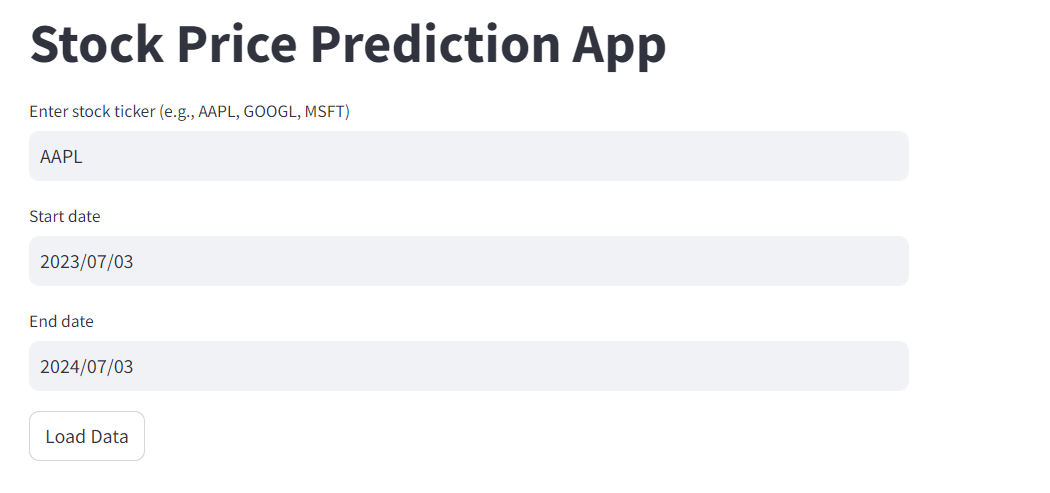 Stock Price Prediction App
Enter stock ticker (e.g., AAPL, GOOGL, MSFT)
AAPL
Start date
2023/07/03
End date
2024/07/03
Load Data